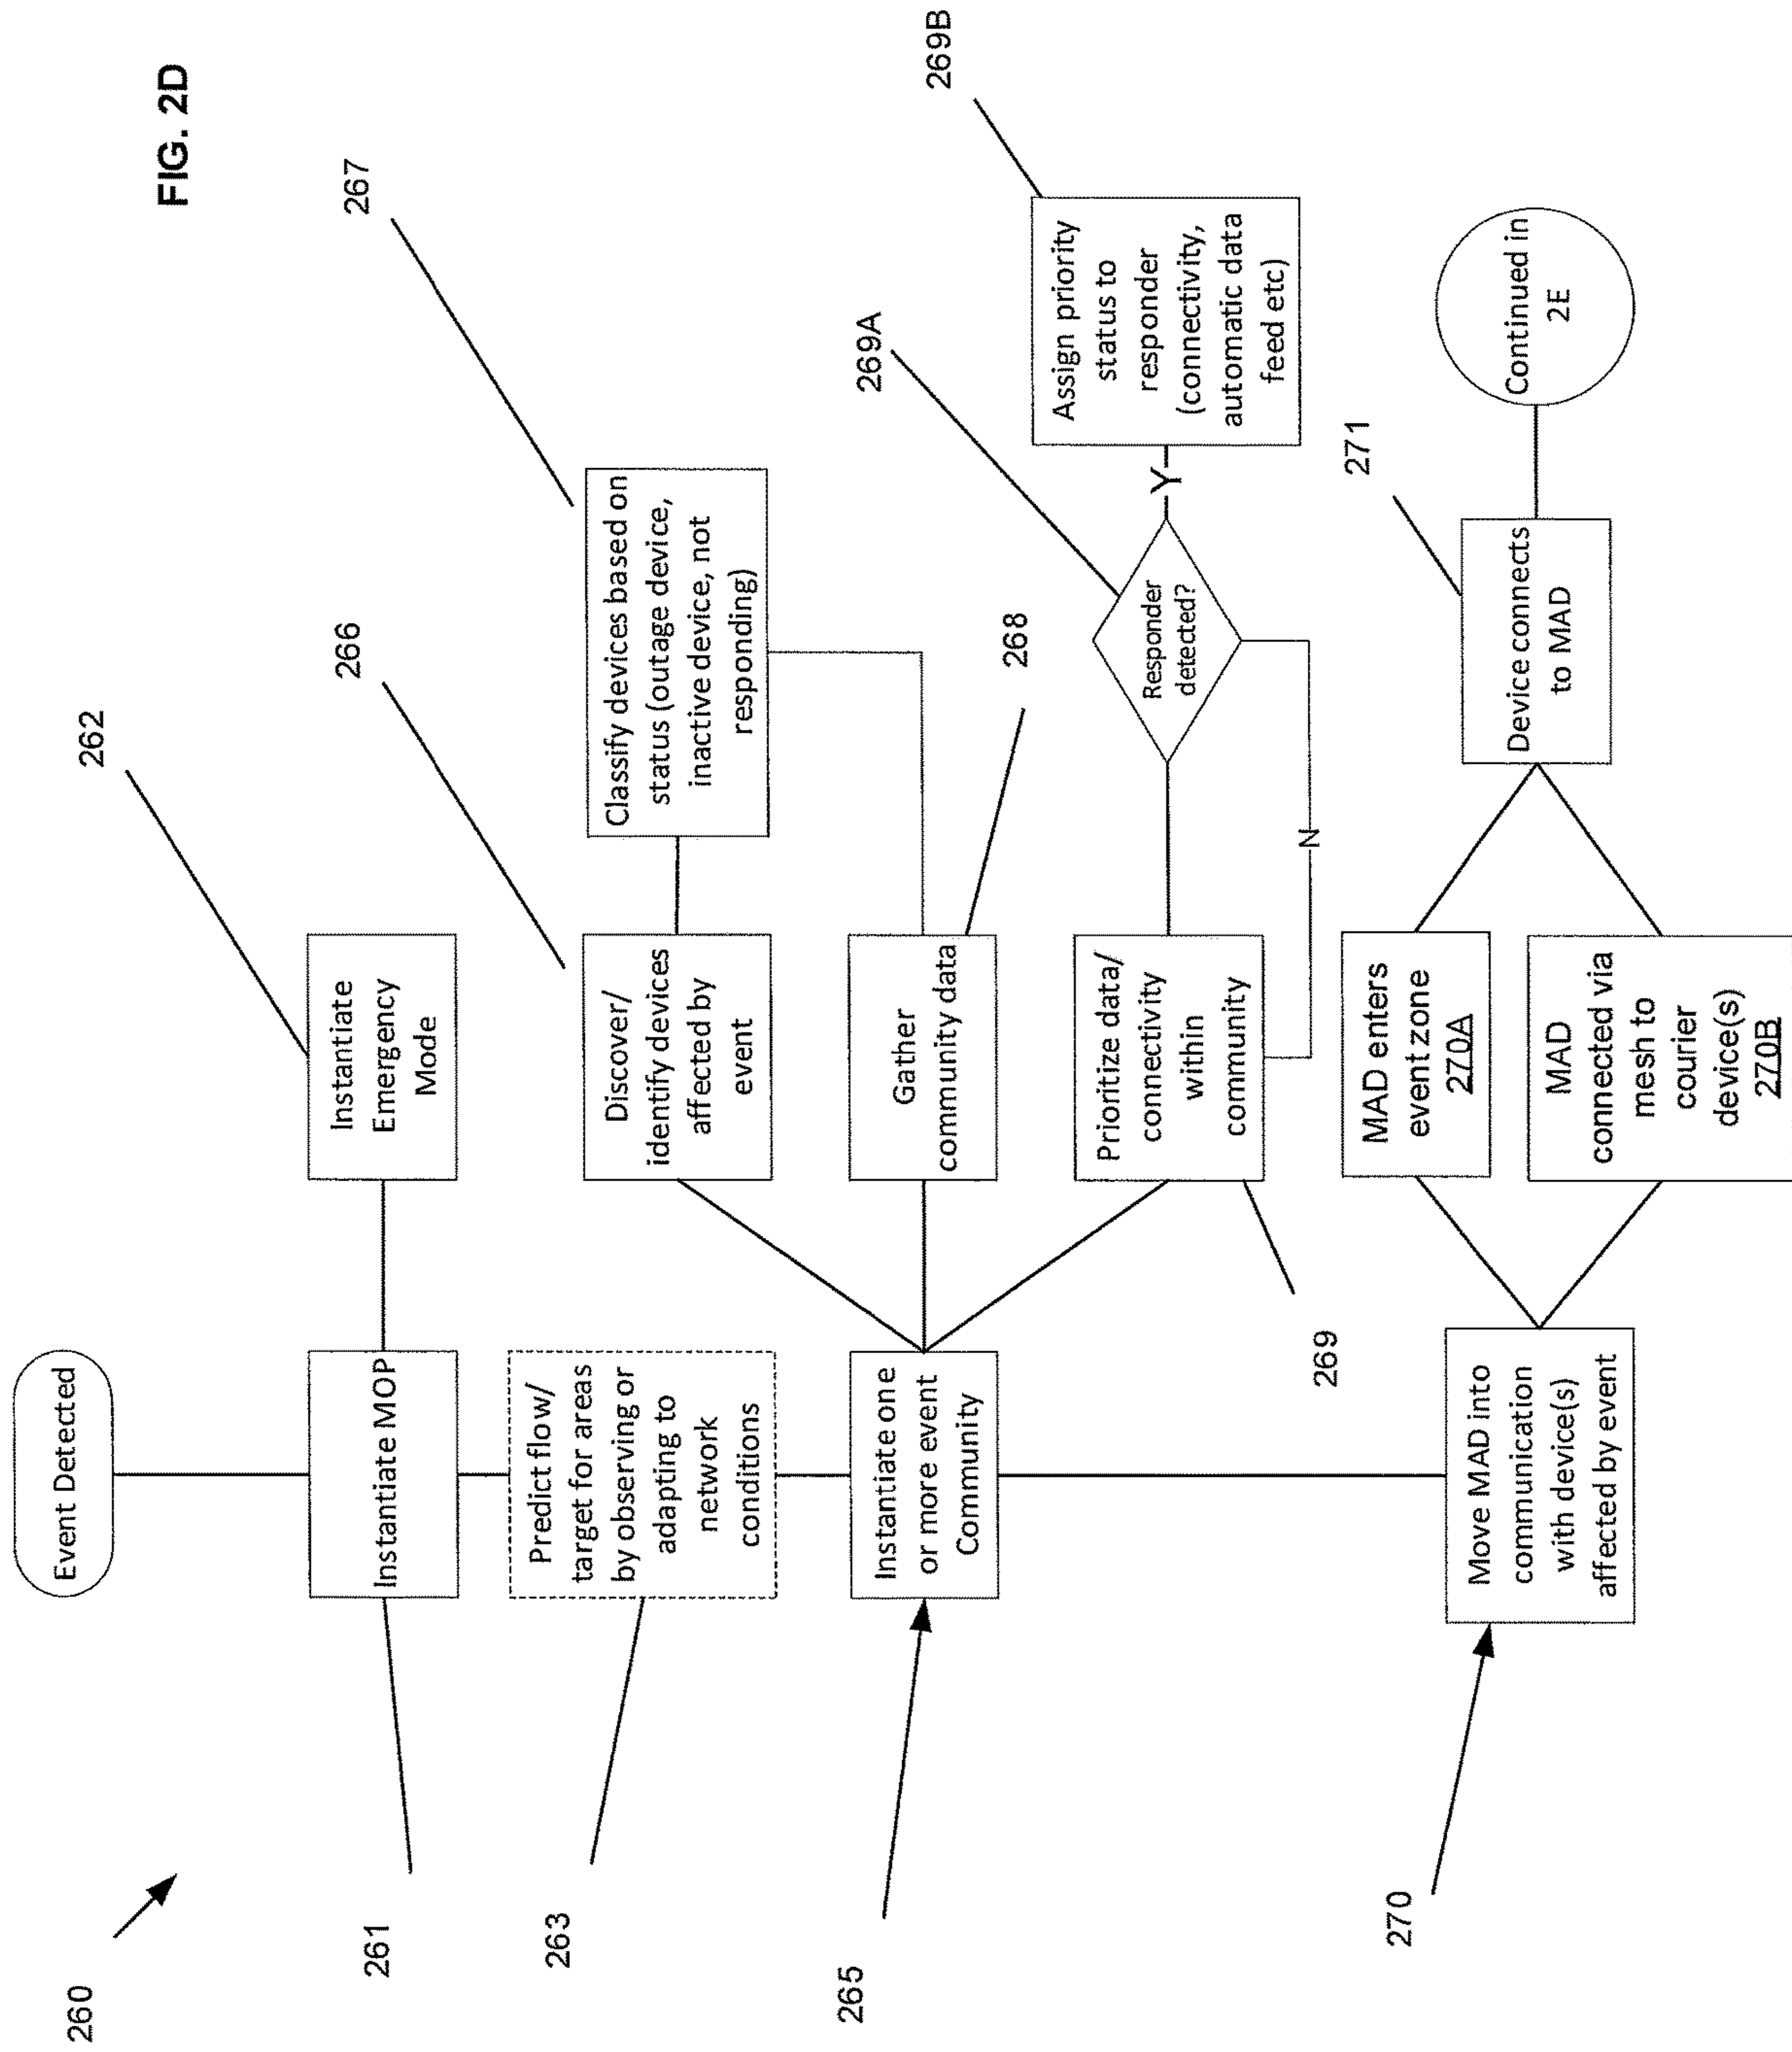 FIG. 2D
260
Event Detected
261
Instantiate MOP
262
Instantiate
Emergency
Mode
263
Predict flow/
target for areas
by observing or
adapting to
network
conditions
265
Instantiate one
or more event
Community
266
Discover/
identify devices
affected by
event
267
Classify devices based on
status (outage device,
inactive device, not
responding)
268
Gather
community data
269
Prioritize data/
connectivity
within
community
269A
Responder
detected?
Y
N
269B
Assign priority
status to
responder
(connectivity,
automatic data
feed etc)
270
Move MAD into
communication
with device(s)
affected by event
MAD enters
event zone
270A
MAD
connected via
mesh to
courier
device(s)
270B
271
Device connects
to MAD
Continued in
2E